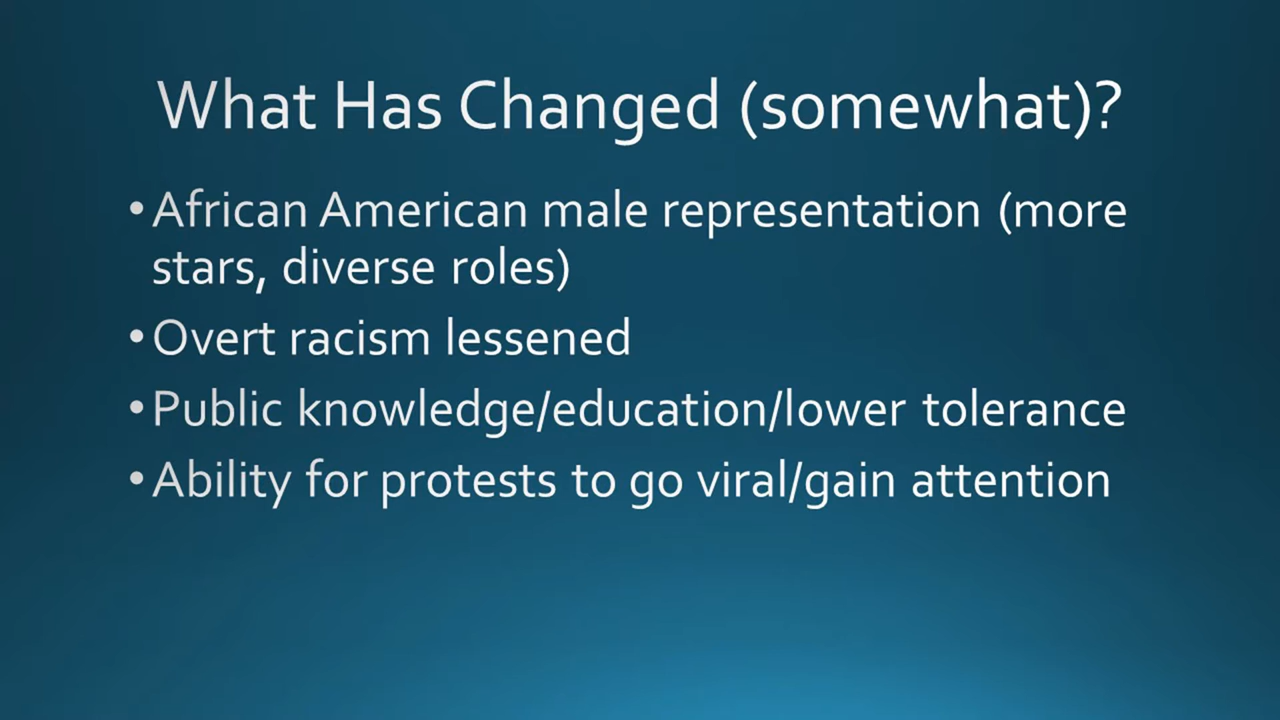 What Has Changed (somewhat)?
•African American male representation (more
stars, diverse roles)
•Overt racism lessened
•Public knowledge/education/lower tolerance
•Ability for protests to go viral/gain attention